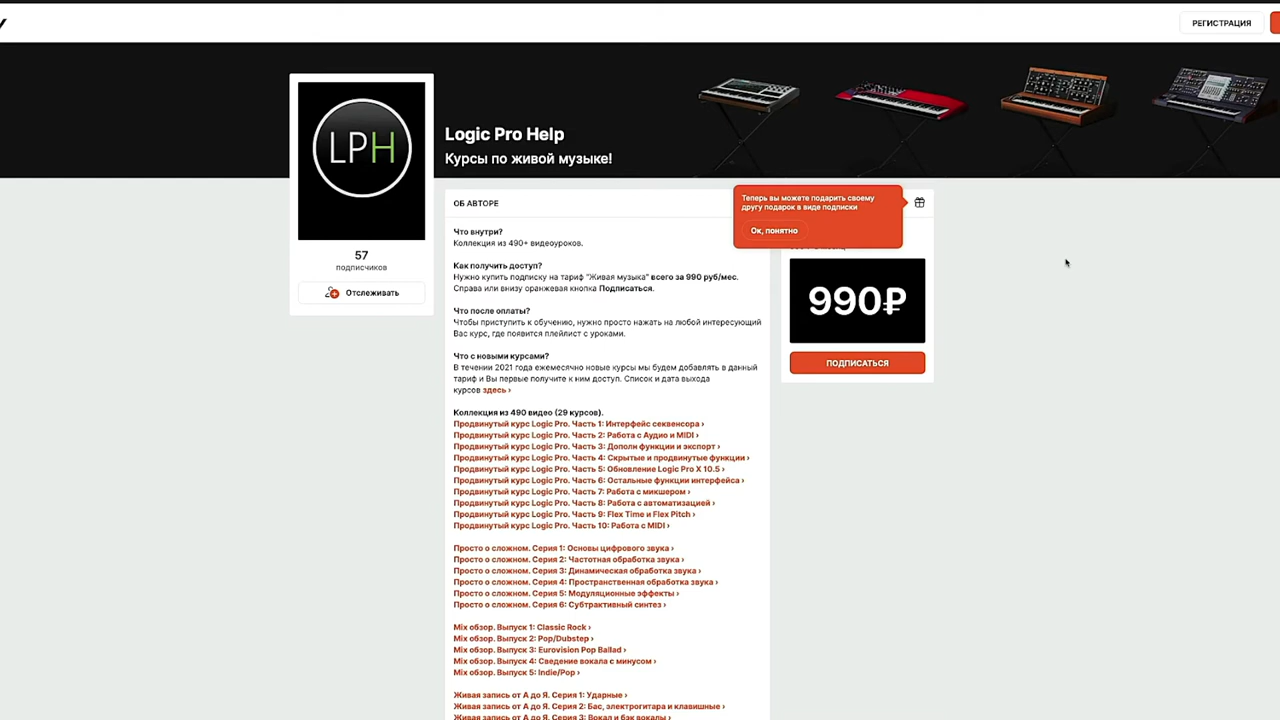 РЕГИСТРАЦИЯ
LPH
Logic Pro Help
Курсы по живой музыке!
57
подписчиков
Отслеживать
ОБ АВТОРЕ
Теперь вы можете подарить своему
другу подарок в виде подписки
Ок, понятно
990₽
ПОДПИСАТЬСЯ
Что внутри?
Коллекция из 490+ видеоуроков.
Как получить доступ?
Нужно купить подписку на тариф "Живая музыка" всего за 990 руб/мес.
Справа или внизу оранжевая кнопка Подписаться.
Что после оплаты?
Чтобы приступить к обучению, нужно просто нажать на любой интересующий
Вас курс, где появится плейлист с уроками.
Что с новыми курсами?
В течении 2021 года ежемесячно новые курсы мы будем добавлять в данный
тариф и Вы первые получите к ним доступ. Список и дата выхода
курсов здесь ›
Коллекция из 490 видео (29 курсов).
Продвинутый курс Logic Pro. Часть 1: Интерфейс секвенсора ›
Продвинутый курс Logic Pro. Часть 2: Работа с Аудио и MIDI ›
Продвинутый курс Logic Pro. Часть 3: Дополн функции и экспорт ›
Продвинутый курс Logic Pro. Часть 4: Скрытые и продвинутые функции ›
Продвинутый курс Logic Pro. Часть 5: Обновление Logic Pro X 10.5 ›
Продвинутый курс Logic Pro. Часть 6: Остальные функции интерфейса ›
Продвинутый курс Logic Pro. Часть 7: Работа с микшером ›
Продвинутый курс Logic Pro. Часть 8: Работа с автоматизацией ›
Продвинутый курс Logic Pro. Часть 9: Flex Time и Flex Pitch ›
Продвинутый курс Logic Pro. Часть 10: Работа с MIDI ›
Просто о сложном. Серия 1: Основы цифрового звука ›
Просто о сложном. Серия 2: Частотная обработка звука ›
Просто о сложном. Серия 3: Динамическая обработка звука ›
Просто о сложном. Серия 4: Пространственная обработка звука ›
Просто о сложном. Серия 5: Модуляционные эффекты ›
Просто о сложном. Серия 6: Субтрактивный синтез ›
Mix обзор. Выпуск 1: Classic Rock ›
Mix обзор. Выпуск 2: Pop/Dubstep ›
Mix обзор. Выпуск 3: Eurovision Pop Ballad ›
Mix обзор. Выпуск 4: Сведение вокала с минусом ›
Mix обзор. Выпуск 5: Indie/Pop ›
Живая запись от А до Я. Серия 1: Ударные ›
Живая запись от А до Я. Серия 2: Бас, электрогитара и клавишные ›
Живая запись от А до Я. Серия 3: Вокал и бэк вокалы ›